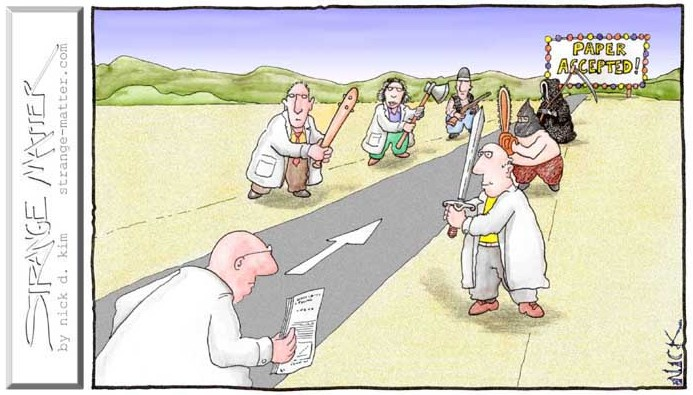 STRANGE MATTER
by nick d. kim strange-matter.com
PAPER
ACCEPTED!
NICK